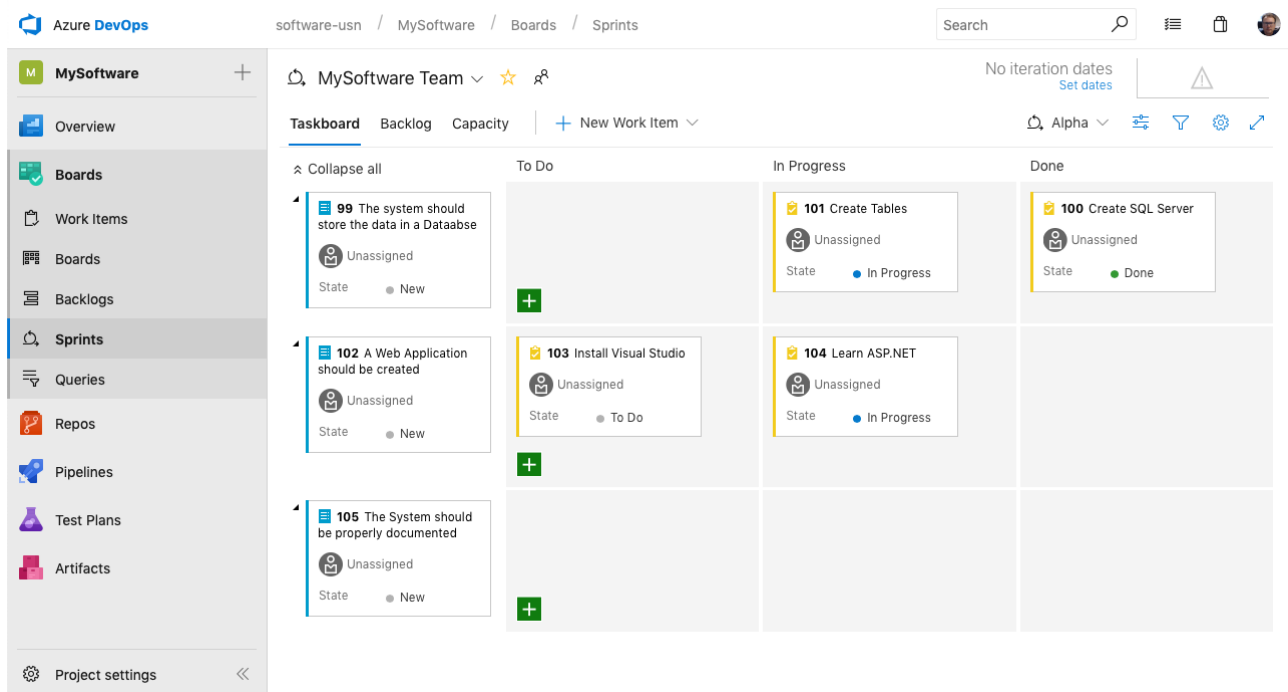 Azure DevOps
software-usn / MySoftware / Boards / Sprints
Search
M MySoftware
Overview
Boards
Work Items
Boards
Backlogs
Sprints
Queries
Repos
Pipelines
Test Plans
Artifacts
Project settings
MySoftware Team
No iteration dates
Set dates
Taskboard Backlog Capacity New Work Item Alpha
Collapse all
To Do
In Progress
Done
99 The system should
store the data in a Dataabse
Unassigned
State New
101 Create Tables
Unassigned
State In Progress
100 Create SQL Server
Unassigned
State Done
102 A Web Application
should be created
Unassigned
State New
103 Install Visual Studio
Unassigned
State To Do
104 Learn ASP.NET
Unassigned
State In Progress
105 The System should
be properly documented
Unassigned
State New